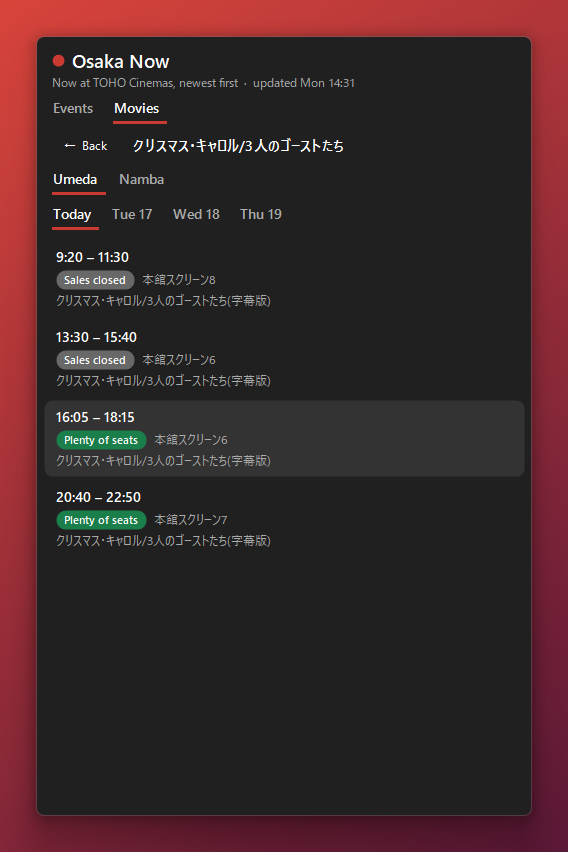 Osaka Now
Now at TOHO Cinemas, newest first · updated Mon 14:31
Events Movies
← Back クリスマス・キャロル/3人のゴーストたち
Umeda Namba
Today Tue 17 Wed 18 Thu 19
9:20 – 11:30
Sales closed 本館スクリーン8
クリスマス・キャロル/3人のゴーストたち(字幕版)
13:30 – 15:40
Sales closed 本館スクリーン6
クリスマス・キャロル/3人のゴーストたち(字幕版)
16:05 – 18:15
Plenty of seats 本館スクリーン6
クリスマス・キャロル/3人のゴーストたち(字幕版)
20:40 – 22:50
Plenty of seats 本館スクリーン7
クリスマス・キャロル/3人のゴーストたち(字幕版)